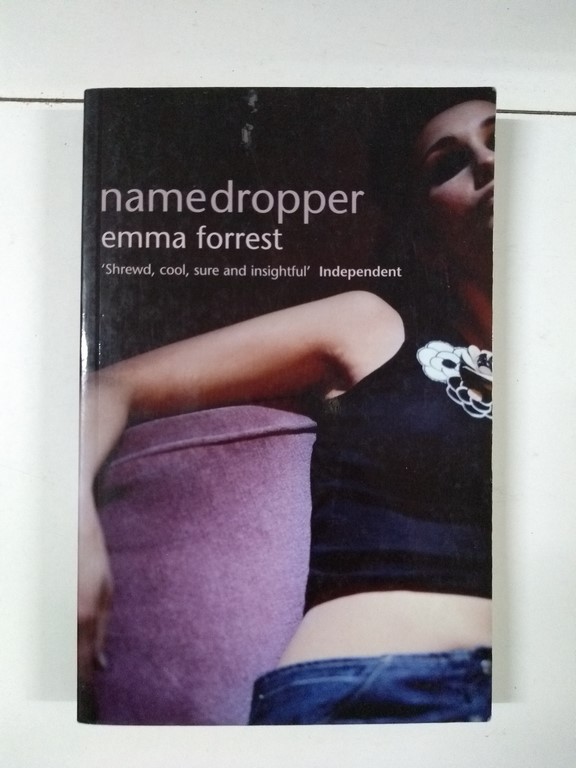 namedropper
emma forrest
‘Shrewd, cool, sure and insightful’ Independent